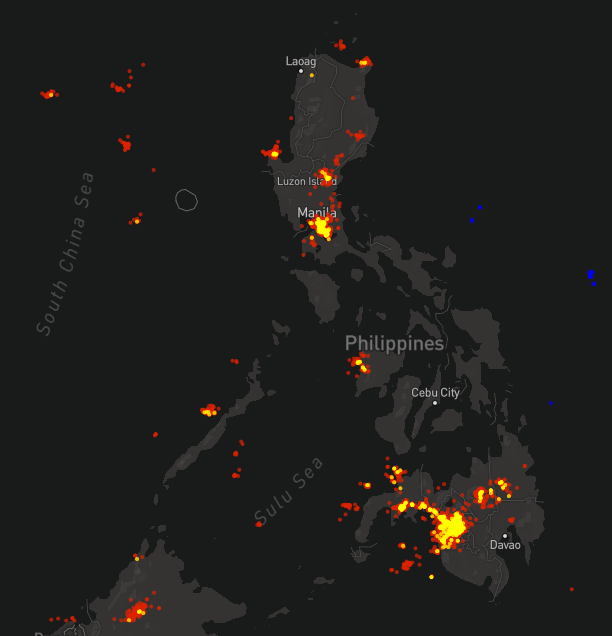 Laoag
Luzon Island
Manila
South China Sea
Philippines
Cebu City
Sulu Sea
Davao